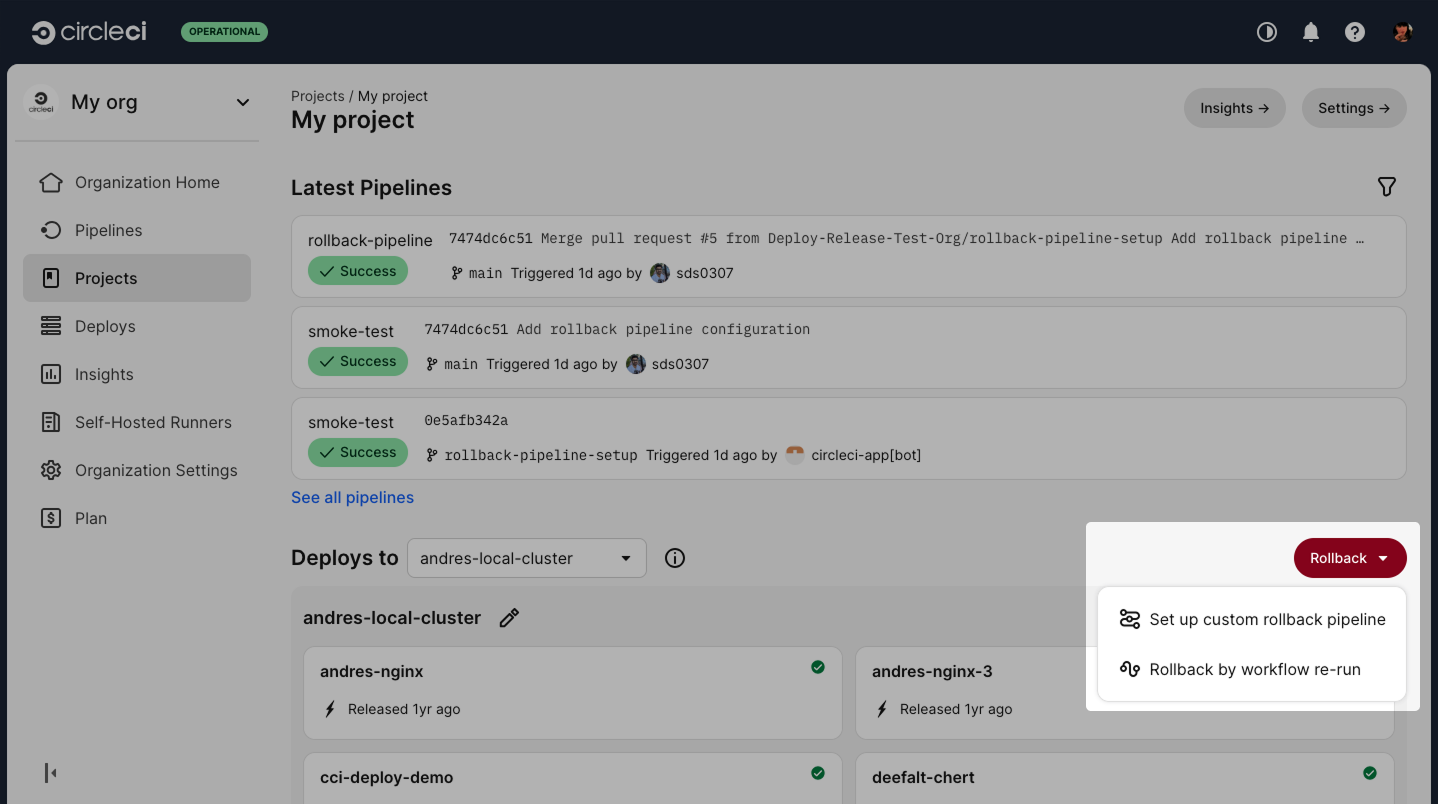 circleci
OPERATIONAL
circleci
My org
Organization Home
Pipelines
Projects
Deploys
Insights
Self-Hosted Runners
Organization Settings
Plan
Projects / My project
My project
Insights →
Settings →
Latest Pipelines
rollback-pipeline
7474dc6c51 Merge pull request #5 from Deploy-Release-Test-Org/rollback-pipeline-setup Add rollback pipeline …
Success
main Triggered 1d ago by sds0307
smoke-test
7474dc6c51 Add rollback pipeline configuration
Success
main Triggered 1d ago by sds0307
smoke-test
0e5afb342a
Success
rollback-pipeline-setup Triggered 1d ago by circleci-app[bot]
See all pipelines
Deploys to andres-local-cluster
Rollback
Set up custom rollback pipeline
Rollback by workflow re-run
andres-local-cluster
andres-nginx
Released 1yr ago
andres-nginx-3
Released 1yr ago
cci-deploy-demo
deefalt-chert